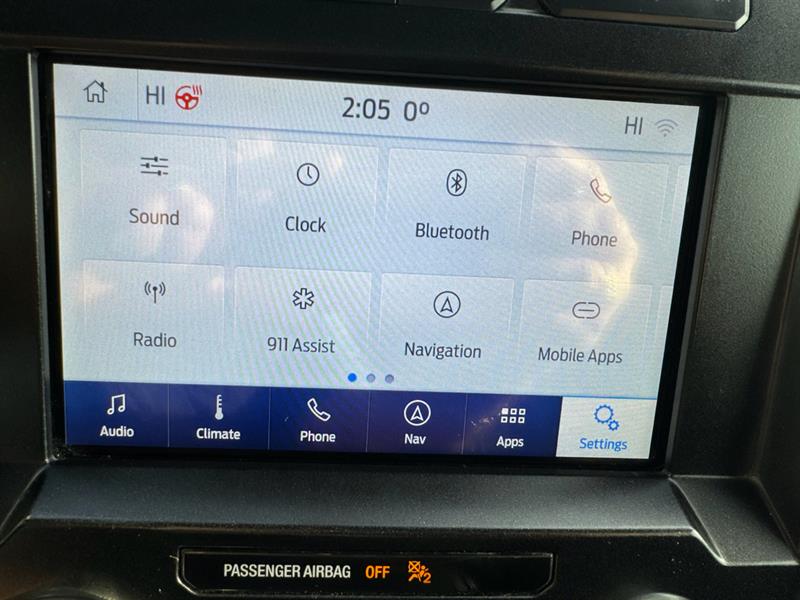 HI 2:05 0º HI
Sound Clock Bluetooth Phone
Radio 911 Assist Navigation Mobile Apps
Audio Climate Phone Nav Apps Settings
PASSENGER AIRBAG OFF 2